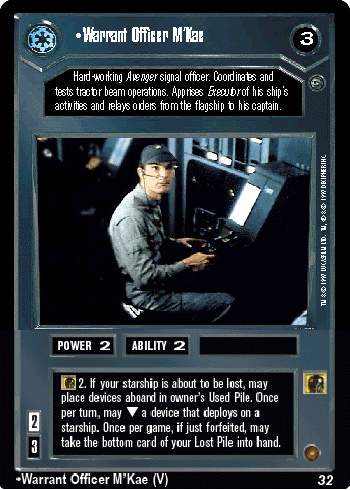 •Warrant Officer M'Kae
3
Hard-working Avenger signal officer. Coordinates and
tests tractor beam operations. Apprises Executor of his ship's
activities and relays orders from the flagship to his captain.
POWER 2
ABILITY 2
2. If your starship is about to be lost, may
place devices aboard in owner's Used Pile. Once
per turn, may ▼ a device that deploys on a
starship. Once per game, if just forfeited, may
take the bottom card of your Lost Pile into hand.
2
3
•Warrant Officer M'Kae (V)
32